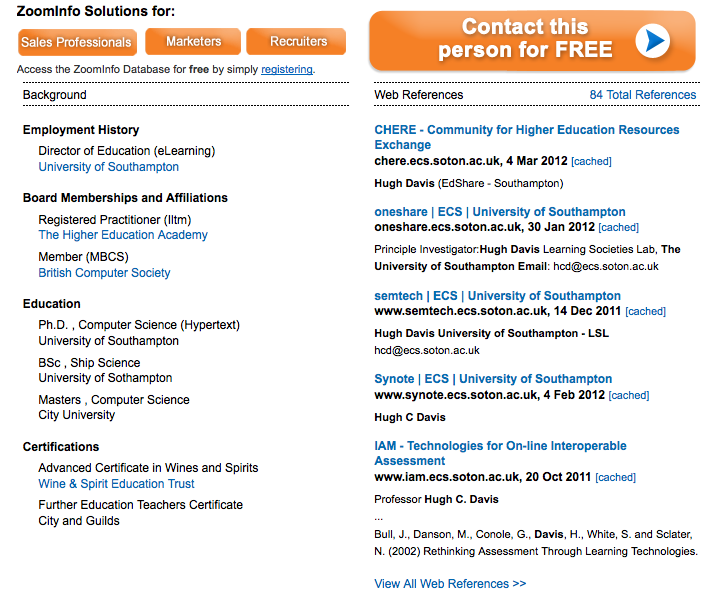 ZoomInfo Solutions for:
Sales Professionals
Marketers
Recruiters
Access the ZoomInfo Database for free by simply registering.
Contact this
person for FREE
Background
Employment History
Director of Education (eLearning)
University of Southampton
Board Memberships and Affiliations
Registered Practitioner (Iltm)
The Higher Education Academy
Member (MBCS)
British Computer Society
Education
Ph.D. , Computer Science (Hypertext)
University of Southampton
BSc , Ship Science
University of Sothampton
Masters , Computer Science
City University
Certifications
Advanced Certificate in Wines and Spirits
Wine & Spirit Education Trust
Further Education Teachers Certificate
City and Guilds
Web References 84 Total References
CHERE - Community for Higher Education Resources
Exchange
chere.ecs.soton.ac.uk, 4 Mar 2012 [cached]
Hugh Davis (EdShare - Southampton)
oneshare | ECS | University of Southampton
oneshare.ecs.soton.ac.uk, 30 Jan 2012 [cached]
Principle Investigator:Hugh Davis Learning Societies Lab, The
University of Southampton Email: hcd@ecs.soton.ac.uk
semtech | ECS | University of Southampton
www.semtech.ecs.soton.ac.uk, 14 Dec 2011 [cached]
Hugh Davis University of Southampton - LSL
hcd@ecs.soton.ac.uk
Synote | ECS | University of Southampton
www.synote.ecs.soton.ac.uk, 4 Feb 2012 [cached]
Hugh C Davis
IAM - Technologies for On-line Interoperable
Assessment
www.iam.ecs.soton.ac.uk, 20 Oct 2011 [cached]
Professor Hugh C. Davis
...
Bull, J., Danson, M., Conole, G., Davis, H., White, S. and Sclater,
N. (2002) Rethinking Assessment Through Learning Technologies.
View All Web References >>